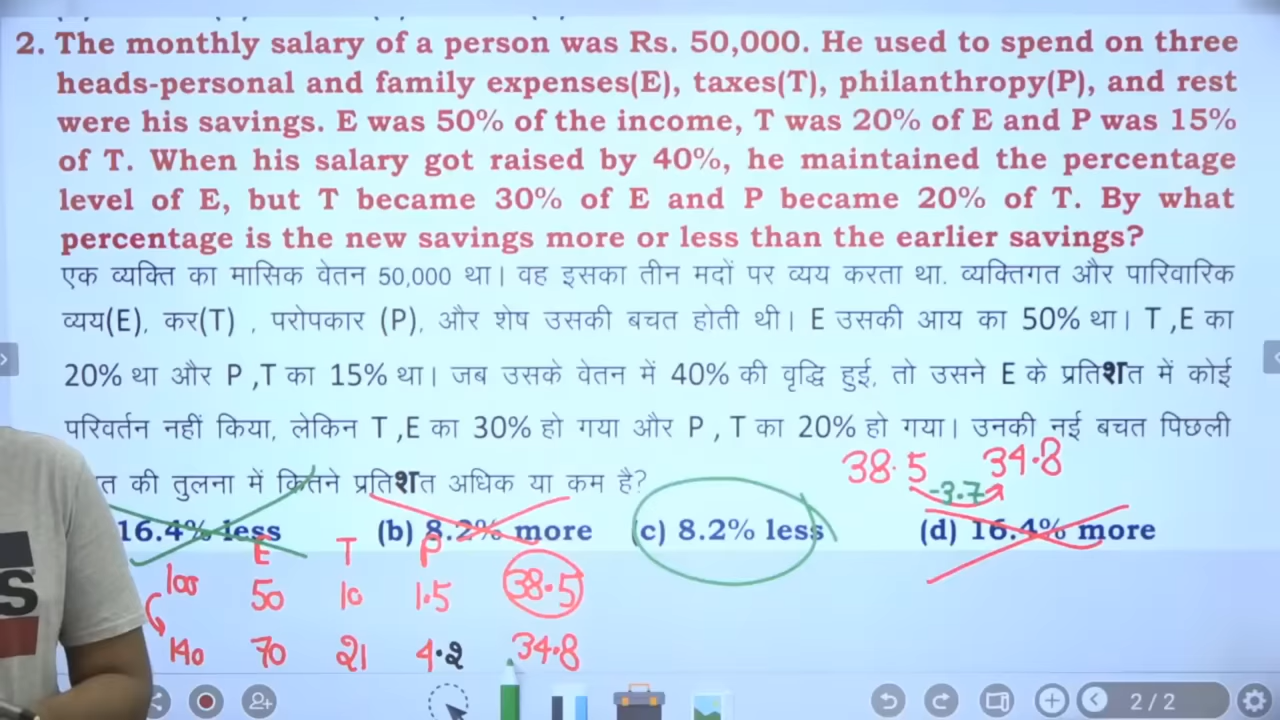 2. The monthly salary of a person was Rs. 50,000. He used to spend on three
heads-personal and family expenses(E), taxes(T), philanthropy(P), and rest
were his savings. E was 50% of the income, T was 20% of E and P was 15%
of T. When his salary got raised by 40%, he maintained the percentage
level of E, but T became 30% of E and P became 20% of T. By what
percentage is the new savings more or less than the earlier savings?
एक व्यक्ति का मासिक वेतन 50,000 था। वह इसका तीन मदों पर व्यय करता था. व्यक्तिगत और पारिवारिक
व्यय(E), कर(T) , परोपकार (P), और शेष उसकी बचत होती थी। E उसकी आय का 50% था। T ,E का
20% था और P ,T का 15% था। जब उसके वेतन में 40% की वृद्धि हुई, तो उसने E के प्रतिशत में कोई
परिवर्तन नहीं किया, लेकिन T ,E का 30% हो गया और P , T का 20% हो गया। उनकी नई बचत पिछली
त की तुलना में कितने प्रतिशत अधिक या कम है?
38.5 34.8
-3.7
16.4% less (b) 8.2% more (c) 8.2% less (d) 16.4% more
E T P
100 50 10 1.5 38.5
140 70 21 4.2 34.8
S
2 / 2